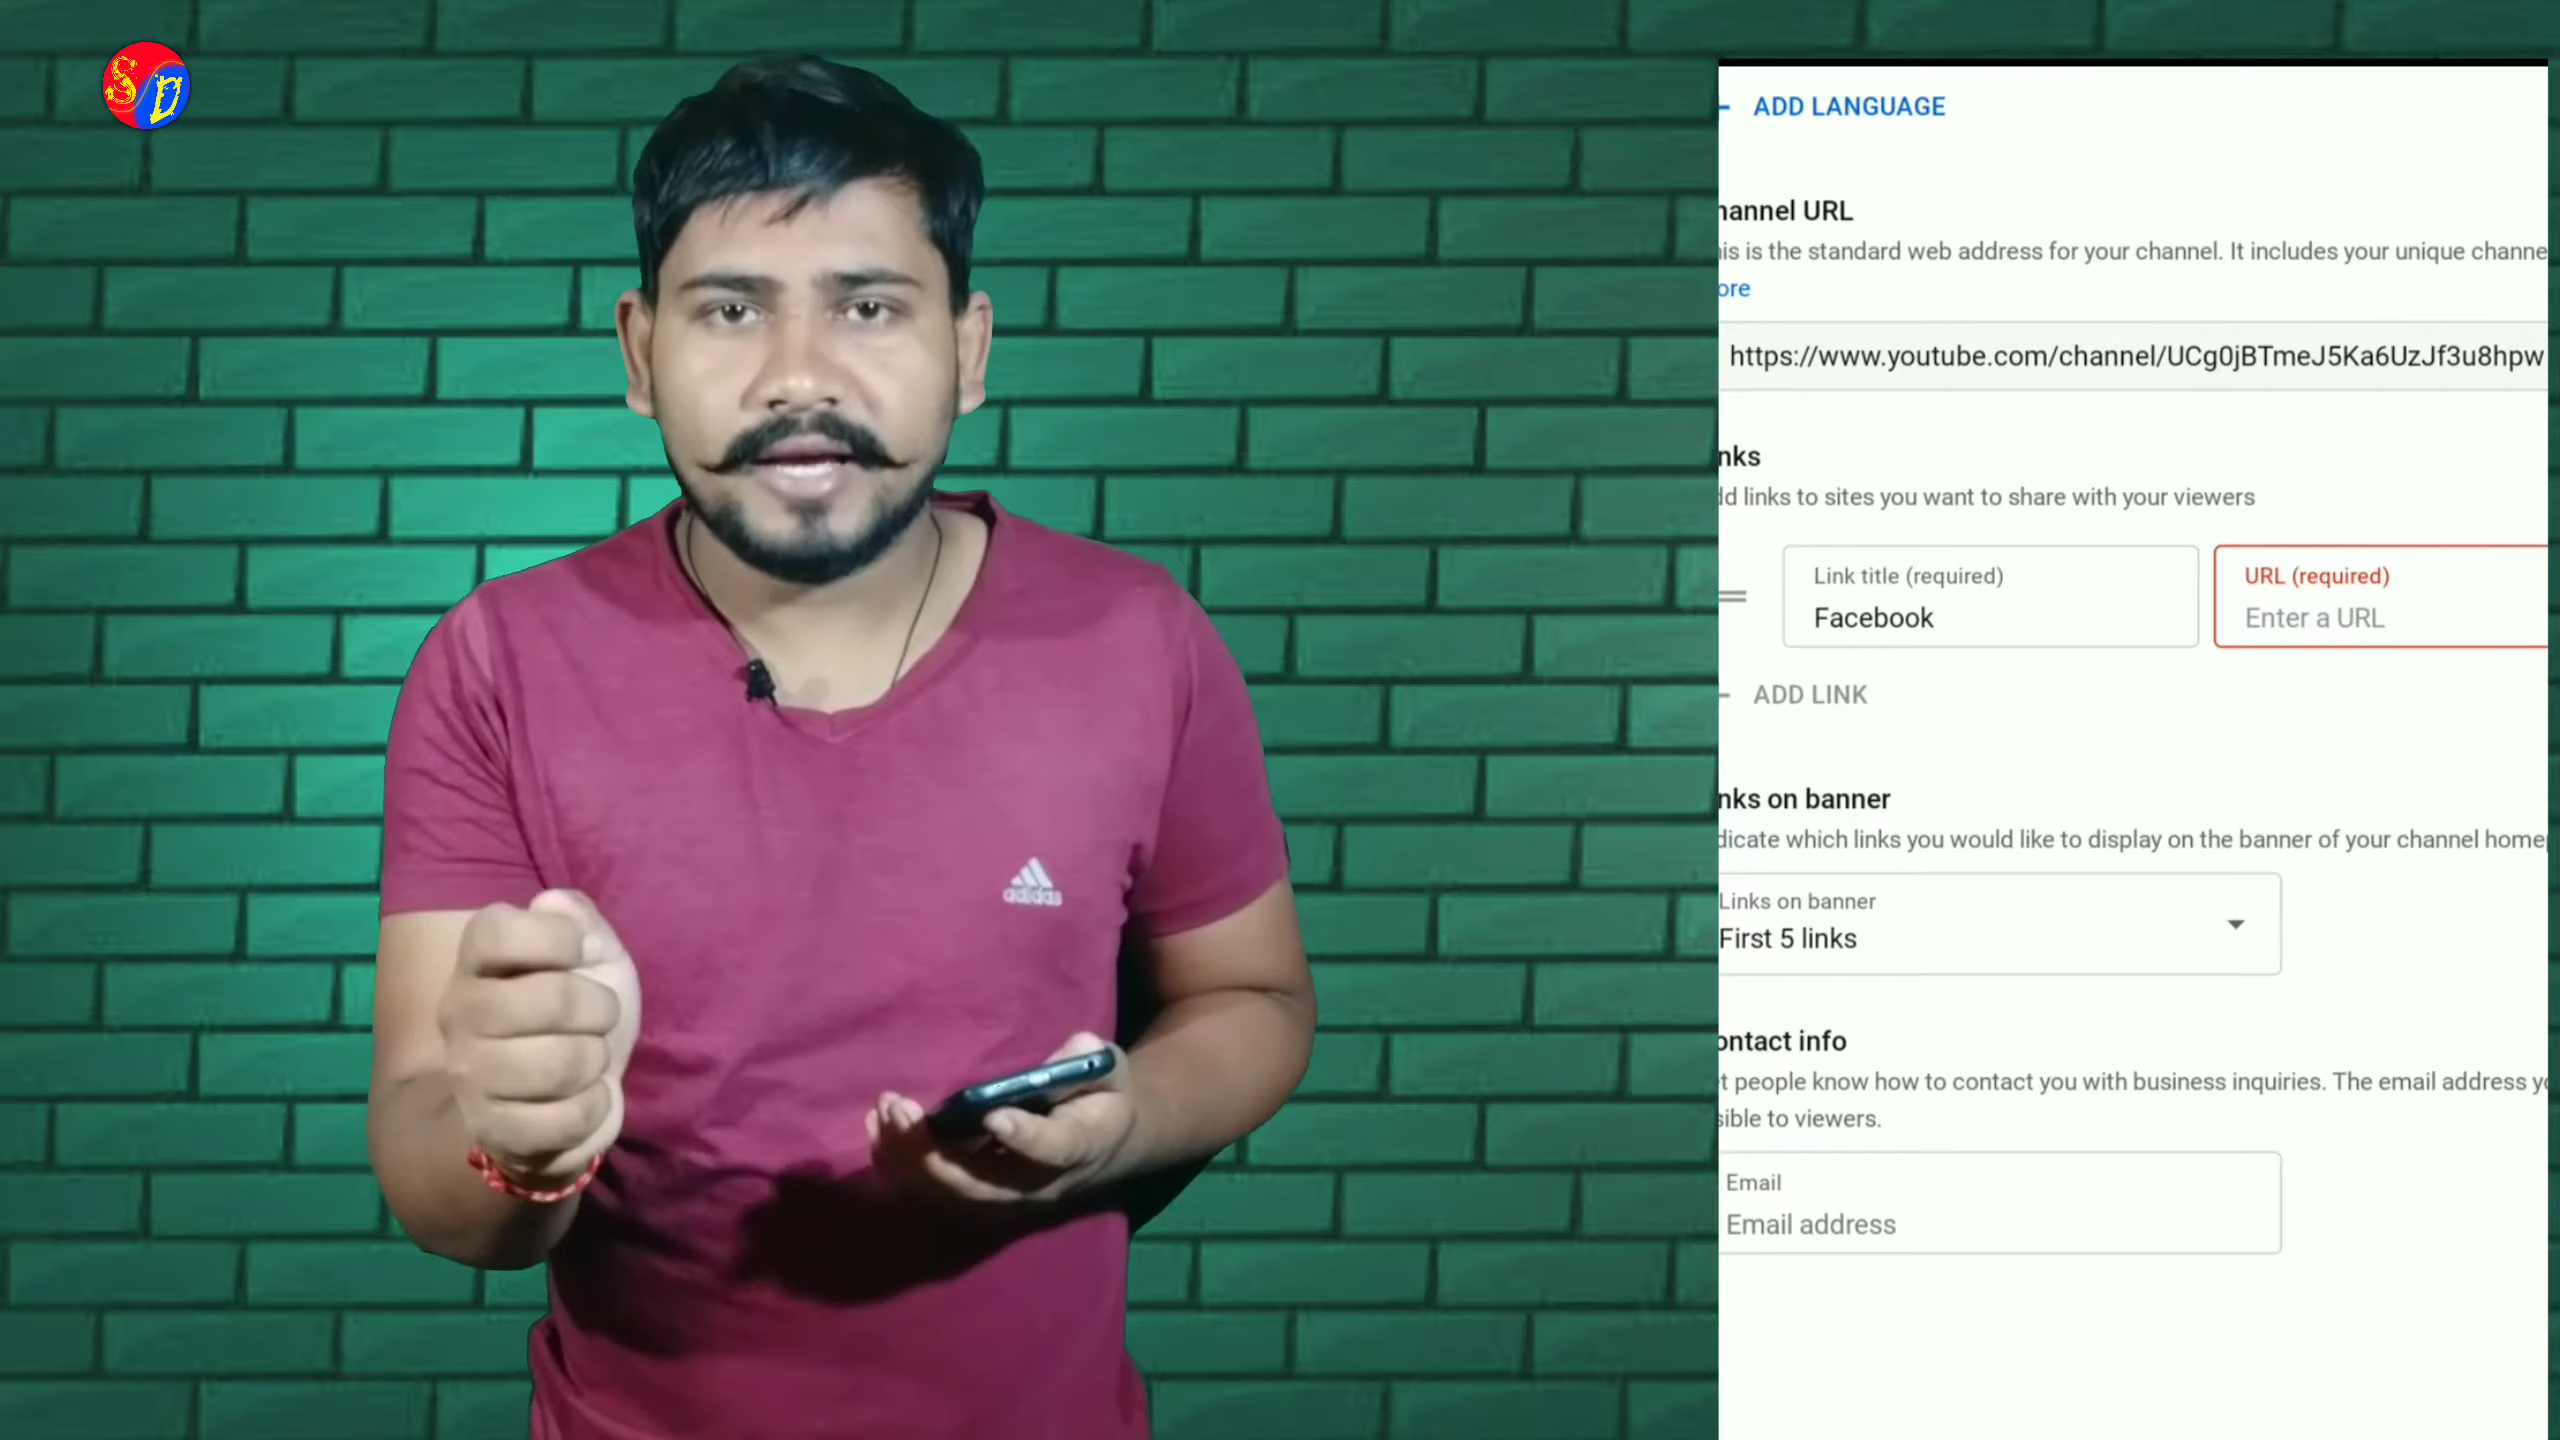 SD
adidas
ADD LANGUAGE
hannel URL
is is the standard web address for your channel. It includes your unique channe
ore
https://www.youtube.com/channel/UCg0jBTmeJ5Ka6UzJf3u8hpw
nks
dd links to sites you want to share with your viewers
Link title (required)
Facebook
URL (required)
Enter a URL
ADD LINK
nks on banner
dicate which links you would like to display on the banner of your channel home
Links on banner
First 5 links
ontact info
t people know how to contact you with business inquiries. The email address yo
sible to viewers.
Email
Email address